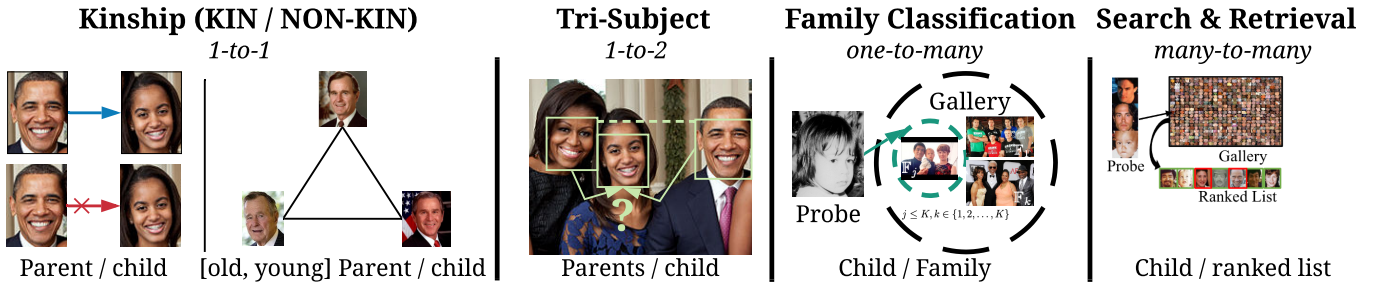 Kinship (KIN / NON-KIN)
1-to-1
Parent / child
[old, young] Parent / child
Tri-Subject
1-to-2
?
Parents / child
Family Classification
one-to-many
Gallery
F_j
F_k
Probe
j ≤ K, k ∈ {1, 2, . . . , K}
Child / Family
Search & Retrieval
many-to-many
Probe
Gallery
Ranked List
Child / ranked list